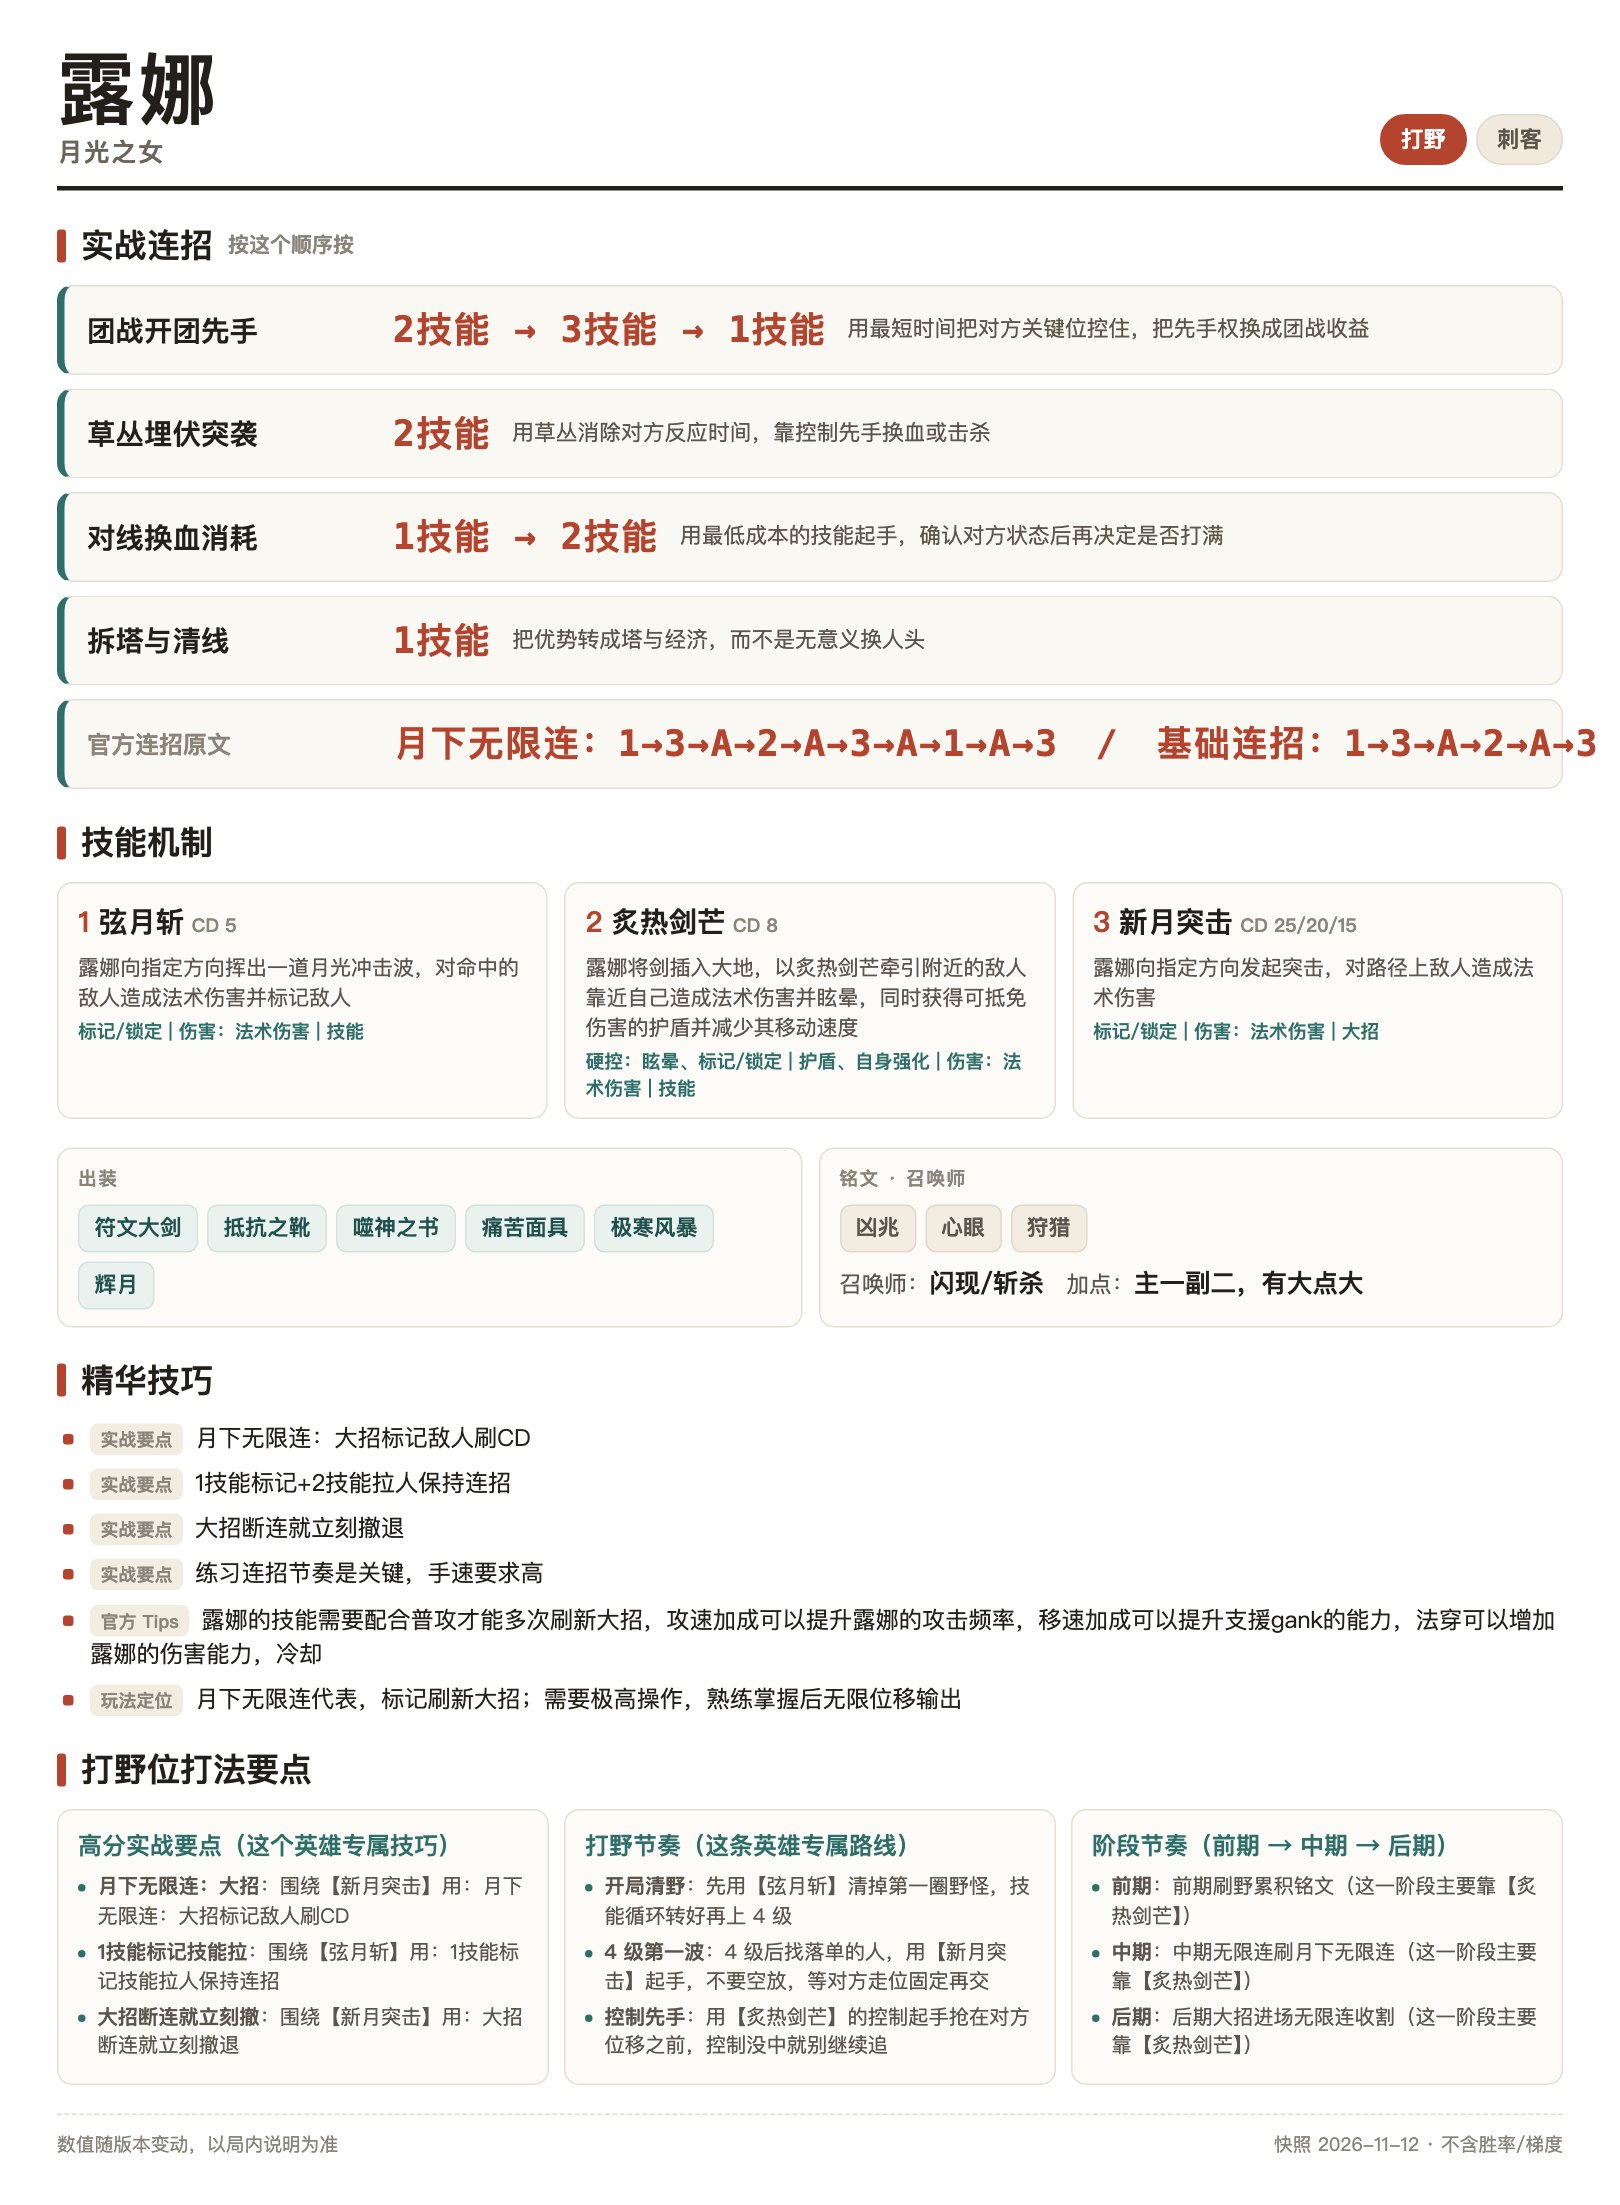 露娜
月光之女
打野 刺客
实战连招 按这个顺序按
团战开团先手 2技能 → 3技能 → 1技能 用最短时间把对方关键位控住，把先手权换成团战收益
草丛埋伏突袭 2技能 用草丛消除对方反应时间，靠控制先手换血或击杀
对线换血消耗 1技能 → 2技能 用最低成本的技能起手，确认对方状态后再决定是否打满
拆塔与清线 1技能 把优势转成塔与经济，而不是无意义换人头
官方连招原文 月下无限连：1→3→A→2→A→3→A→1→A→3 / 基础连招：1→3→A→2→A→3
技能机制
1 弦月斩 CD 5
露娜向指定方向挥出一道月光冲击波，对命中的
敌人造成法术伤害并标记敌人
标记/锁定 | 伤害：法术伤害 | 技能
2 炙热剑芒 CD 8
露娜将剑插入大地，以炙热剑芒牵引附近的敌人
靠近自己造成法术伤害并眩晕，同时获得可抵免
伤害的护盾并减少其移动速度
硬控：眩晕、标记/锁定 | 护盾、自身强化 | 伤害：法
术伤害 | 技能
3 新月突击 CD 25/20/15
露娜向指定方向发起突击，对路径上敌人造成法
术伤害
标记/锁定 | 伤害：法术伤害 | 大招
出装
符文大剑 抵抗之靴 噬神之书 痛苦面具 极寒风暴
辉月
铭文 · 召唤师
凶兆 心眼 狩猎
召唤师：闪现/斩杀 加点：主一副二，有大点大
精华技巧
实战要点 月下无限连：大招标记敌人刷CD
实战要点 1技能标记+2技能拉人保持连招
实战要点 大招断连就立刻撤退
实战要点 练习连招节奏是关键，手速要求高
官方 Tips 露娜的技能需要配合普攻才能多次刷新大招，攻速加成可以提升露娜的攻击频率，移速加成可以提升支援gank的能力，法穿可以增加
露娜的伤害能力，冷却
玩法定位 月下无限连代表，标记刷新大招；需要极高操作，熟练掌握后无限位移输出
打野位打法要点
高分实战要点（这个英雄专属技巧）
月下无限连：大招：围绕【新月突击】用：月下
无限连：大招标记敌人刷CD
1技能标记技能拉：围绕【弦月斩】用：1技能标
记技能拉人保持连招
大招断连就立刻撤：围绕【新月突击】用：大招
断连就立刻撤退
打野节奏（这条英雄专属路线）
开局清野：先用【弦月斩】清掉第一圈野怪，技
能循环转好再上 4 级
4 级第一波：4 级后找落单的人，用【新月突
击】起手，不要空放，等对方走位固定再交
控制先手：用【炙热剑芒】的控制起手抢在对方
位移之前，控制没中就别继续追
阶段节奏（前期 → 中期 → 后期）
前期：前期刷野累积铭文（这一阶段主要靠【炙
热剑芒】）
中期：中期无限连刷月下无限连（这一阶段主要
靠【炙热剑芒】）
后期：后期大招进场无限连收割（这一阶段主要
靠【炙热剑芒】）
数值随版本变动，以局内说明为准
快照 2026-11-12 · 不含胜率/梯度